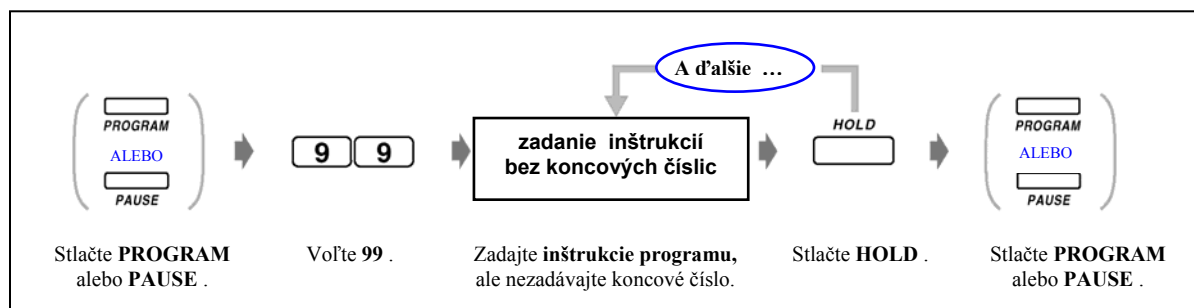 A ďalšie …
PROGRAM
ALEBO
PAUSE
9 9
zadanie inštrukcií
bez koncových číslic
HOLD
PROGRAM
ALEBO
PAUSE
Stlačte PROGRAM
alebo PAUSE .
Voľte 99 .
Zadajte inštrukcie programu,
ale nezadávajte koncové číslo.
Stlačte HOLD .
Stlačte PROGRAM
alebo PAUSE .